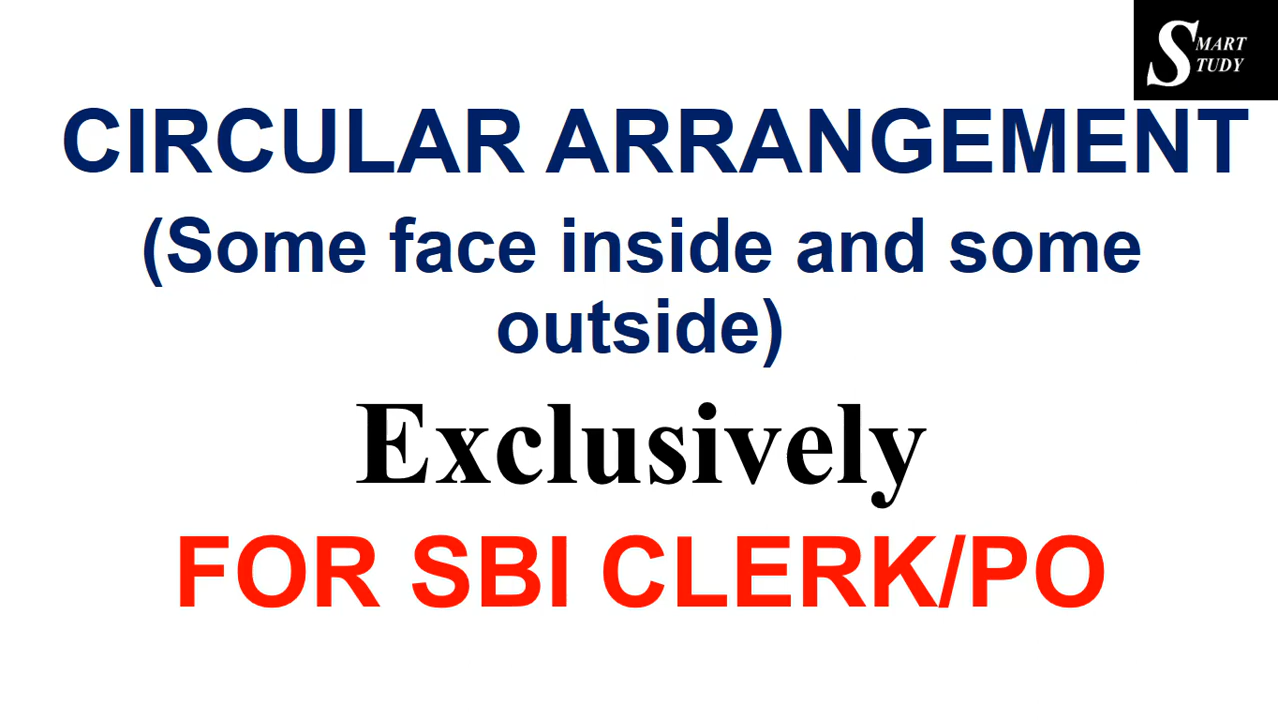 SMART
STUDY
CIRCULAR ARRANGEMENT
(Some face inside and some
outside)
Exclusively
FOR SBI CLERK/PO